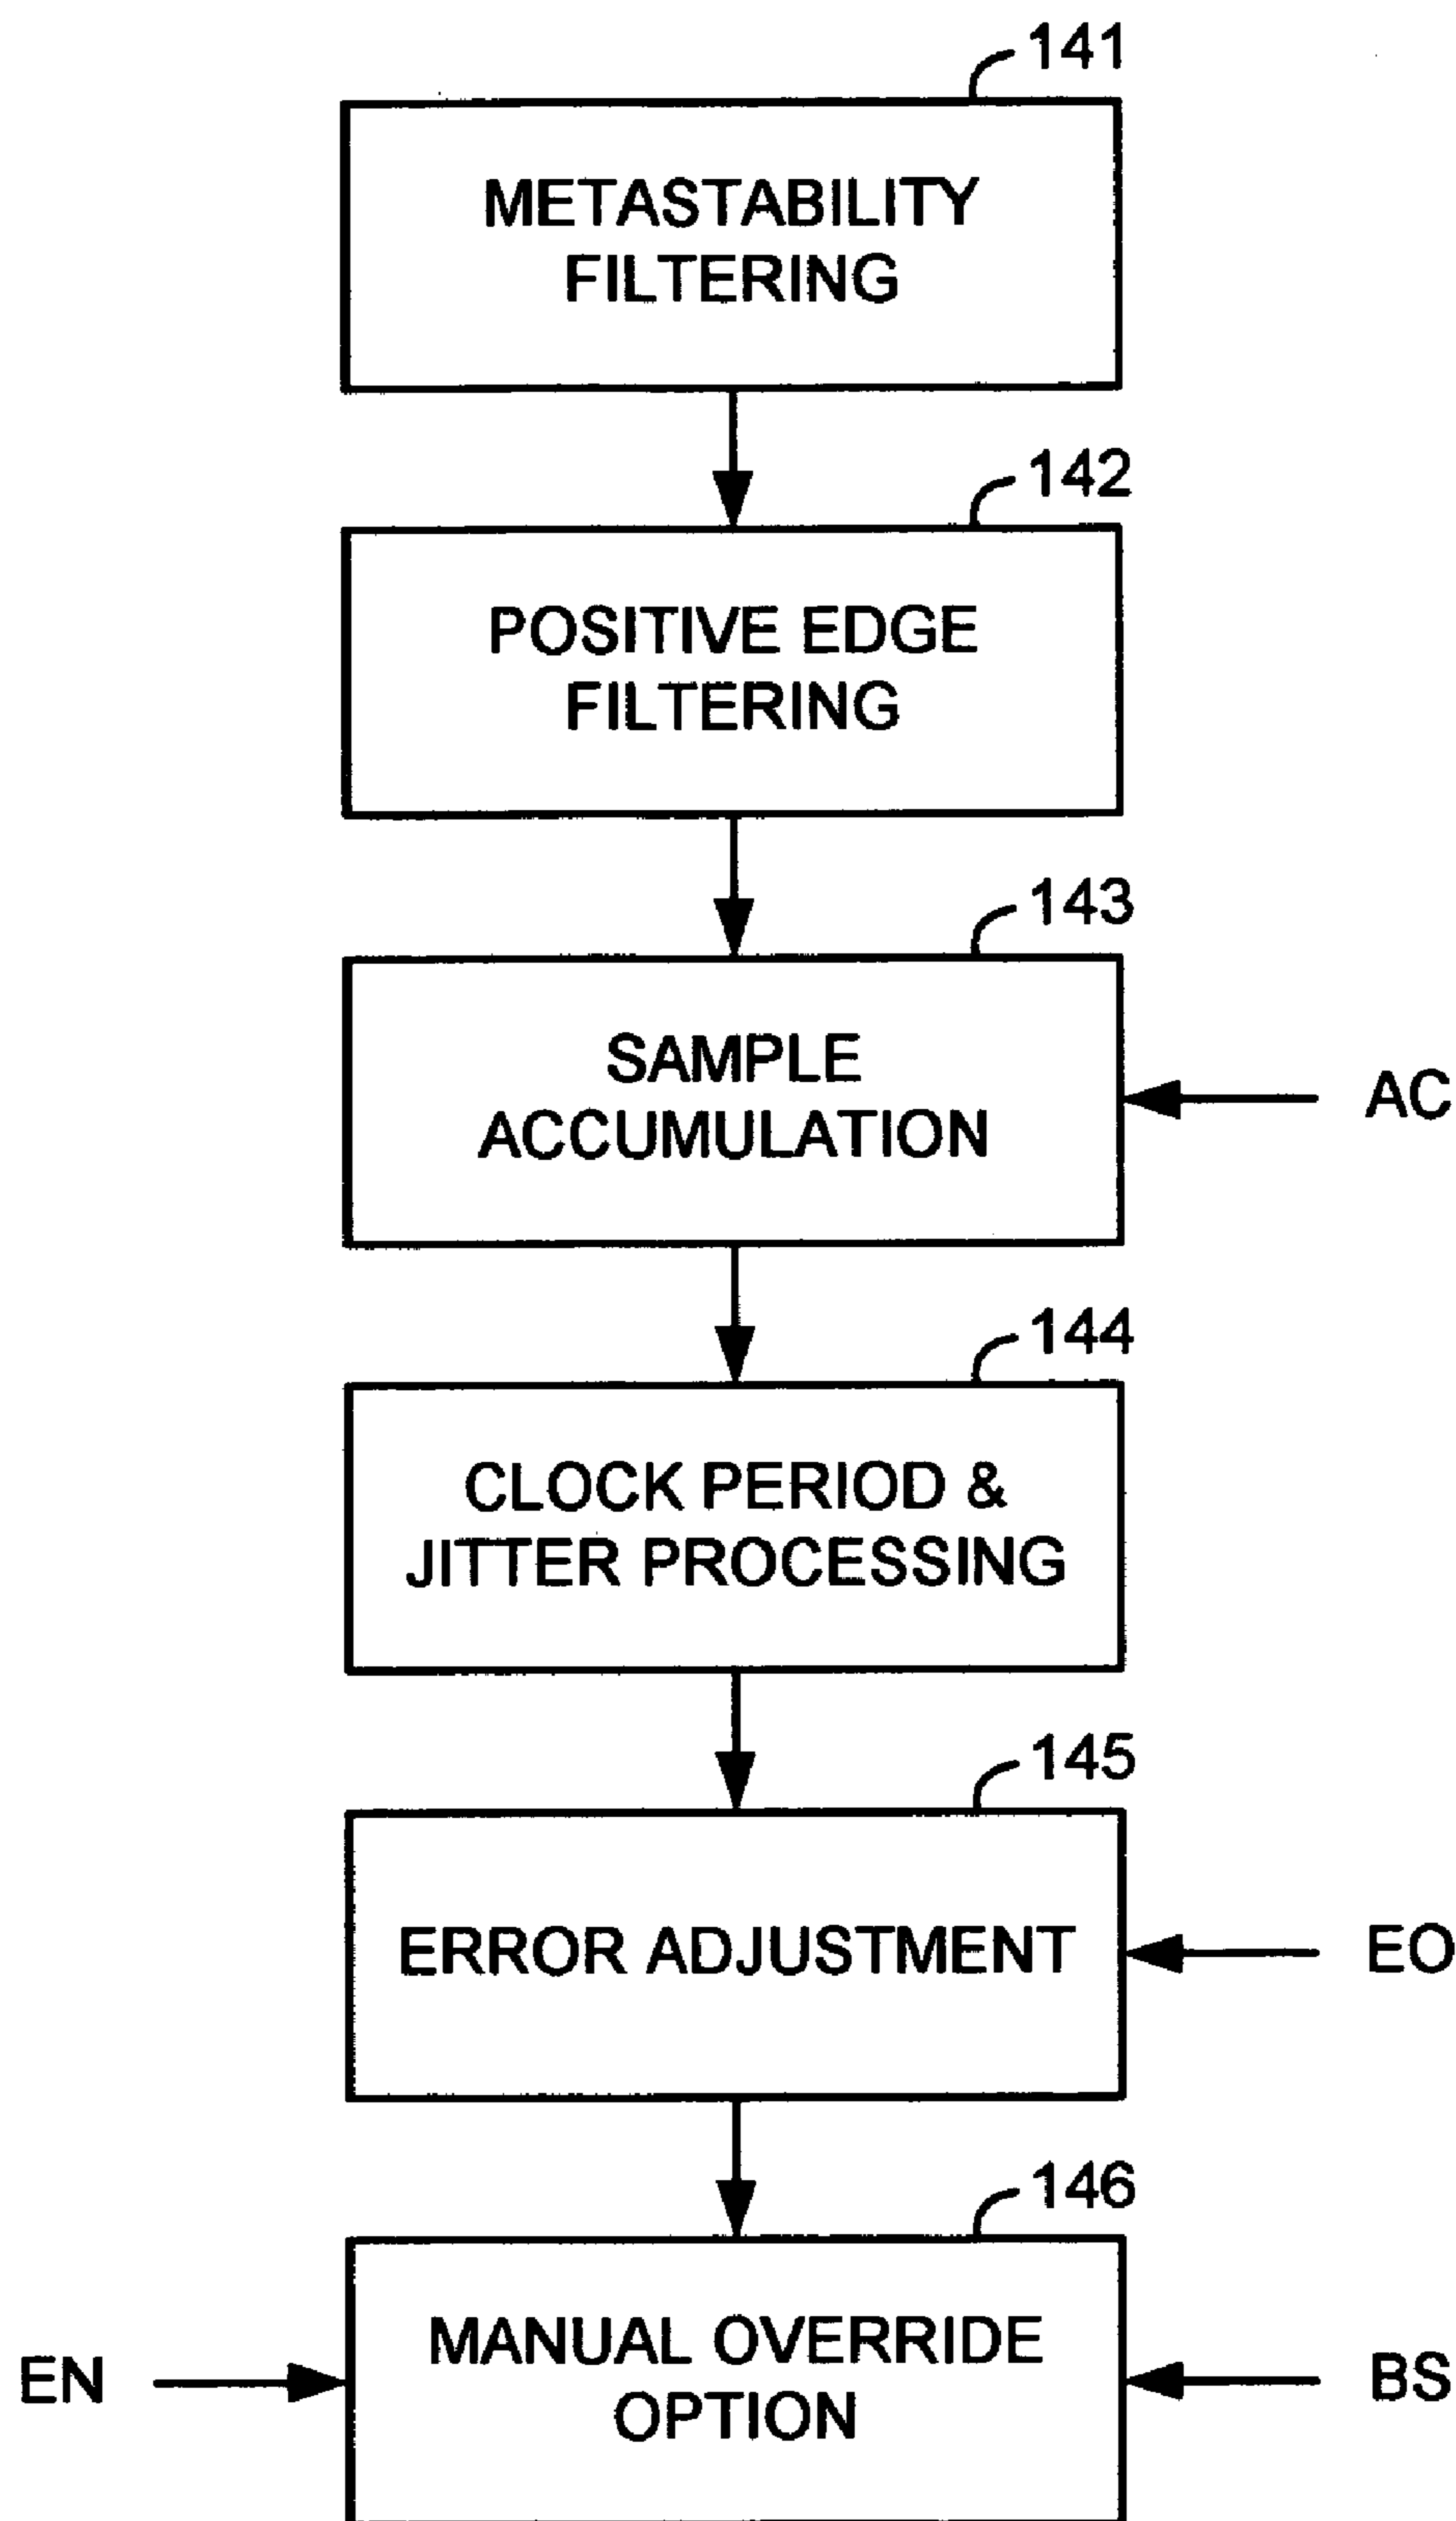 141
METASTABILITY
FILTERING
142
POSITIVE EDGE
FILTERING
143
SAMPLE
ACCUMULATION
AC
144
CLOCK PERIOD &
JITTER PROCESSING
145
ERROR ADJUSTMENT
EO
146
EN
MANUAL OVERRIDE
OPTION
BS